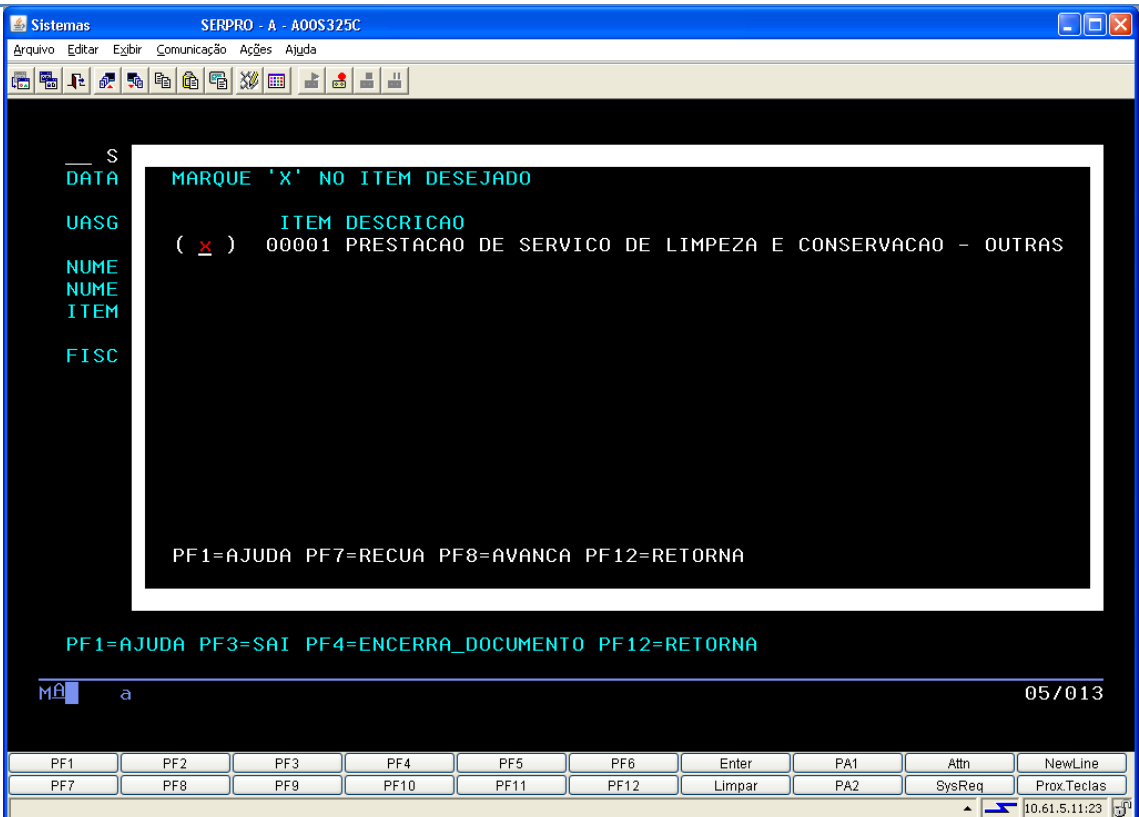 Sistemas SERPRO - A - A00S325C
Arquivo Editar Exibir Comunicação Ações Ajuda
__ S
DATA MARQUE 'X' NO ITEM DESEJADO
UASG ITEM DESCRICAO
( x ) 00001 PRESTACAO DE SERVICO DE LIMPEZA E CONSERVACAO - OUTRAS
NUME
NUME
ITEM
FISC
PF1=AJUDA PF7=RECUA PF8=AVANCA PF12=RETORNA
PF1=AJUDA PF3=SAI PF4=ENCERRA_DOCUMENTO PF12=RETORNA
MA a 05/013
PF1 PF2 PF3 PF4 PF5 PF6 Enter PA1 Attn NewLine
PF7 PF8 PF9 PF10 PF11 PF12 Limpar PA2 SysReq Prox.Teclas
10.61.5.11:23